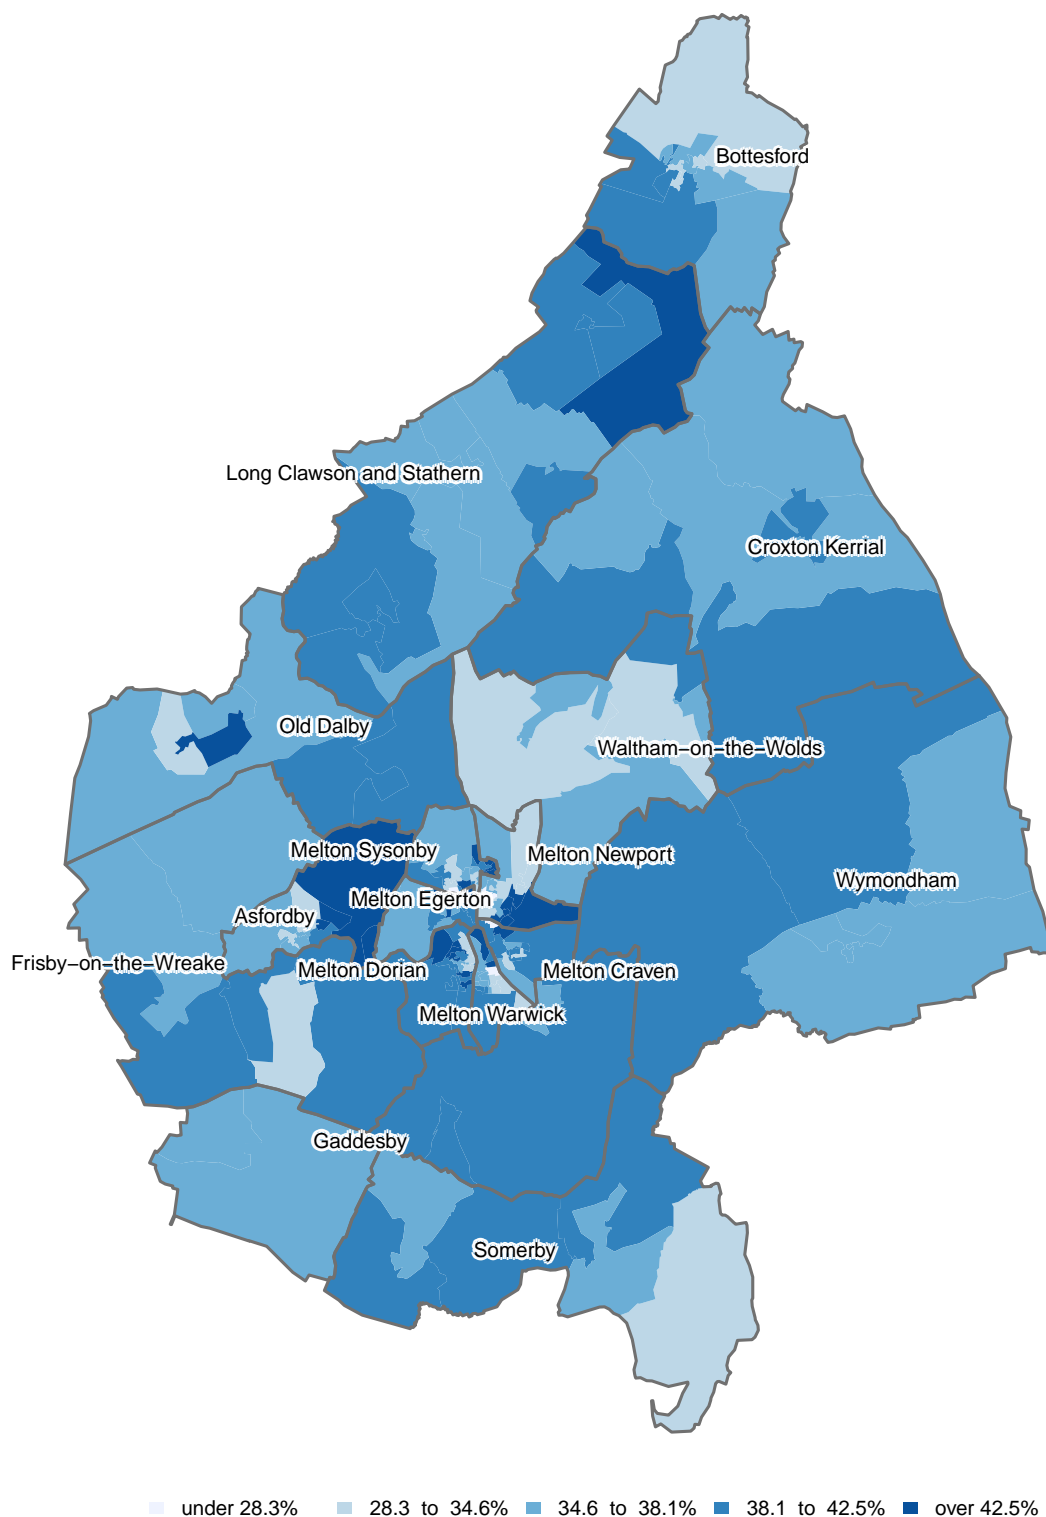 Bottesford
Long Clawson and Stathern
Croxton Kerrial
Old Dalby
Waltham−on−the−Wolds
Melton Sysonby
Melton Newport
Wymondham
Melton Egerton
Asfordby
Frisby−on−the−Wreake
Melton Dorian
Melton Craven
Melton Warwick
Gaddesby
Somerby
under 28.3% 28.3 to 34.6% 34.6 to 38.1% 38.1 to 42.5% over 42.5%